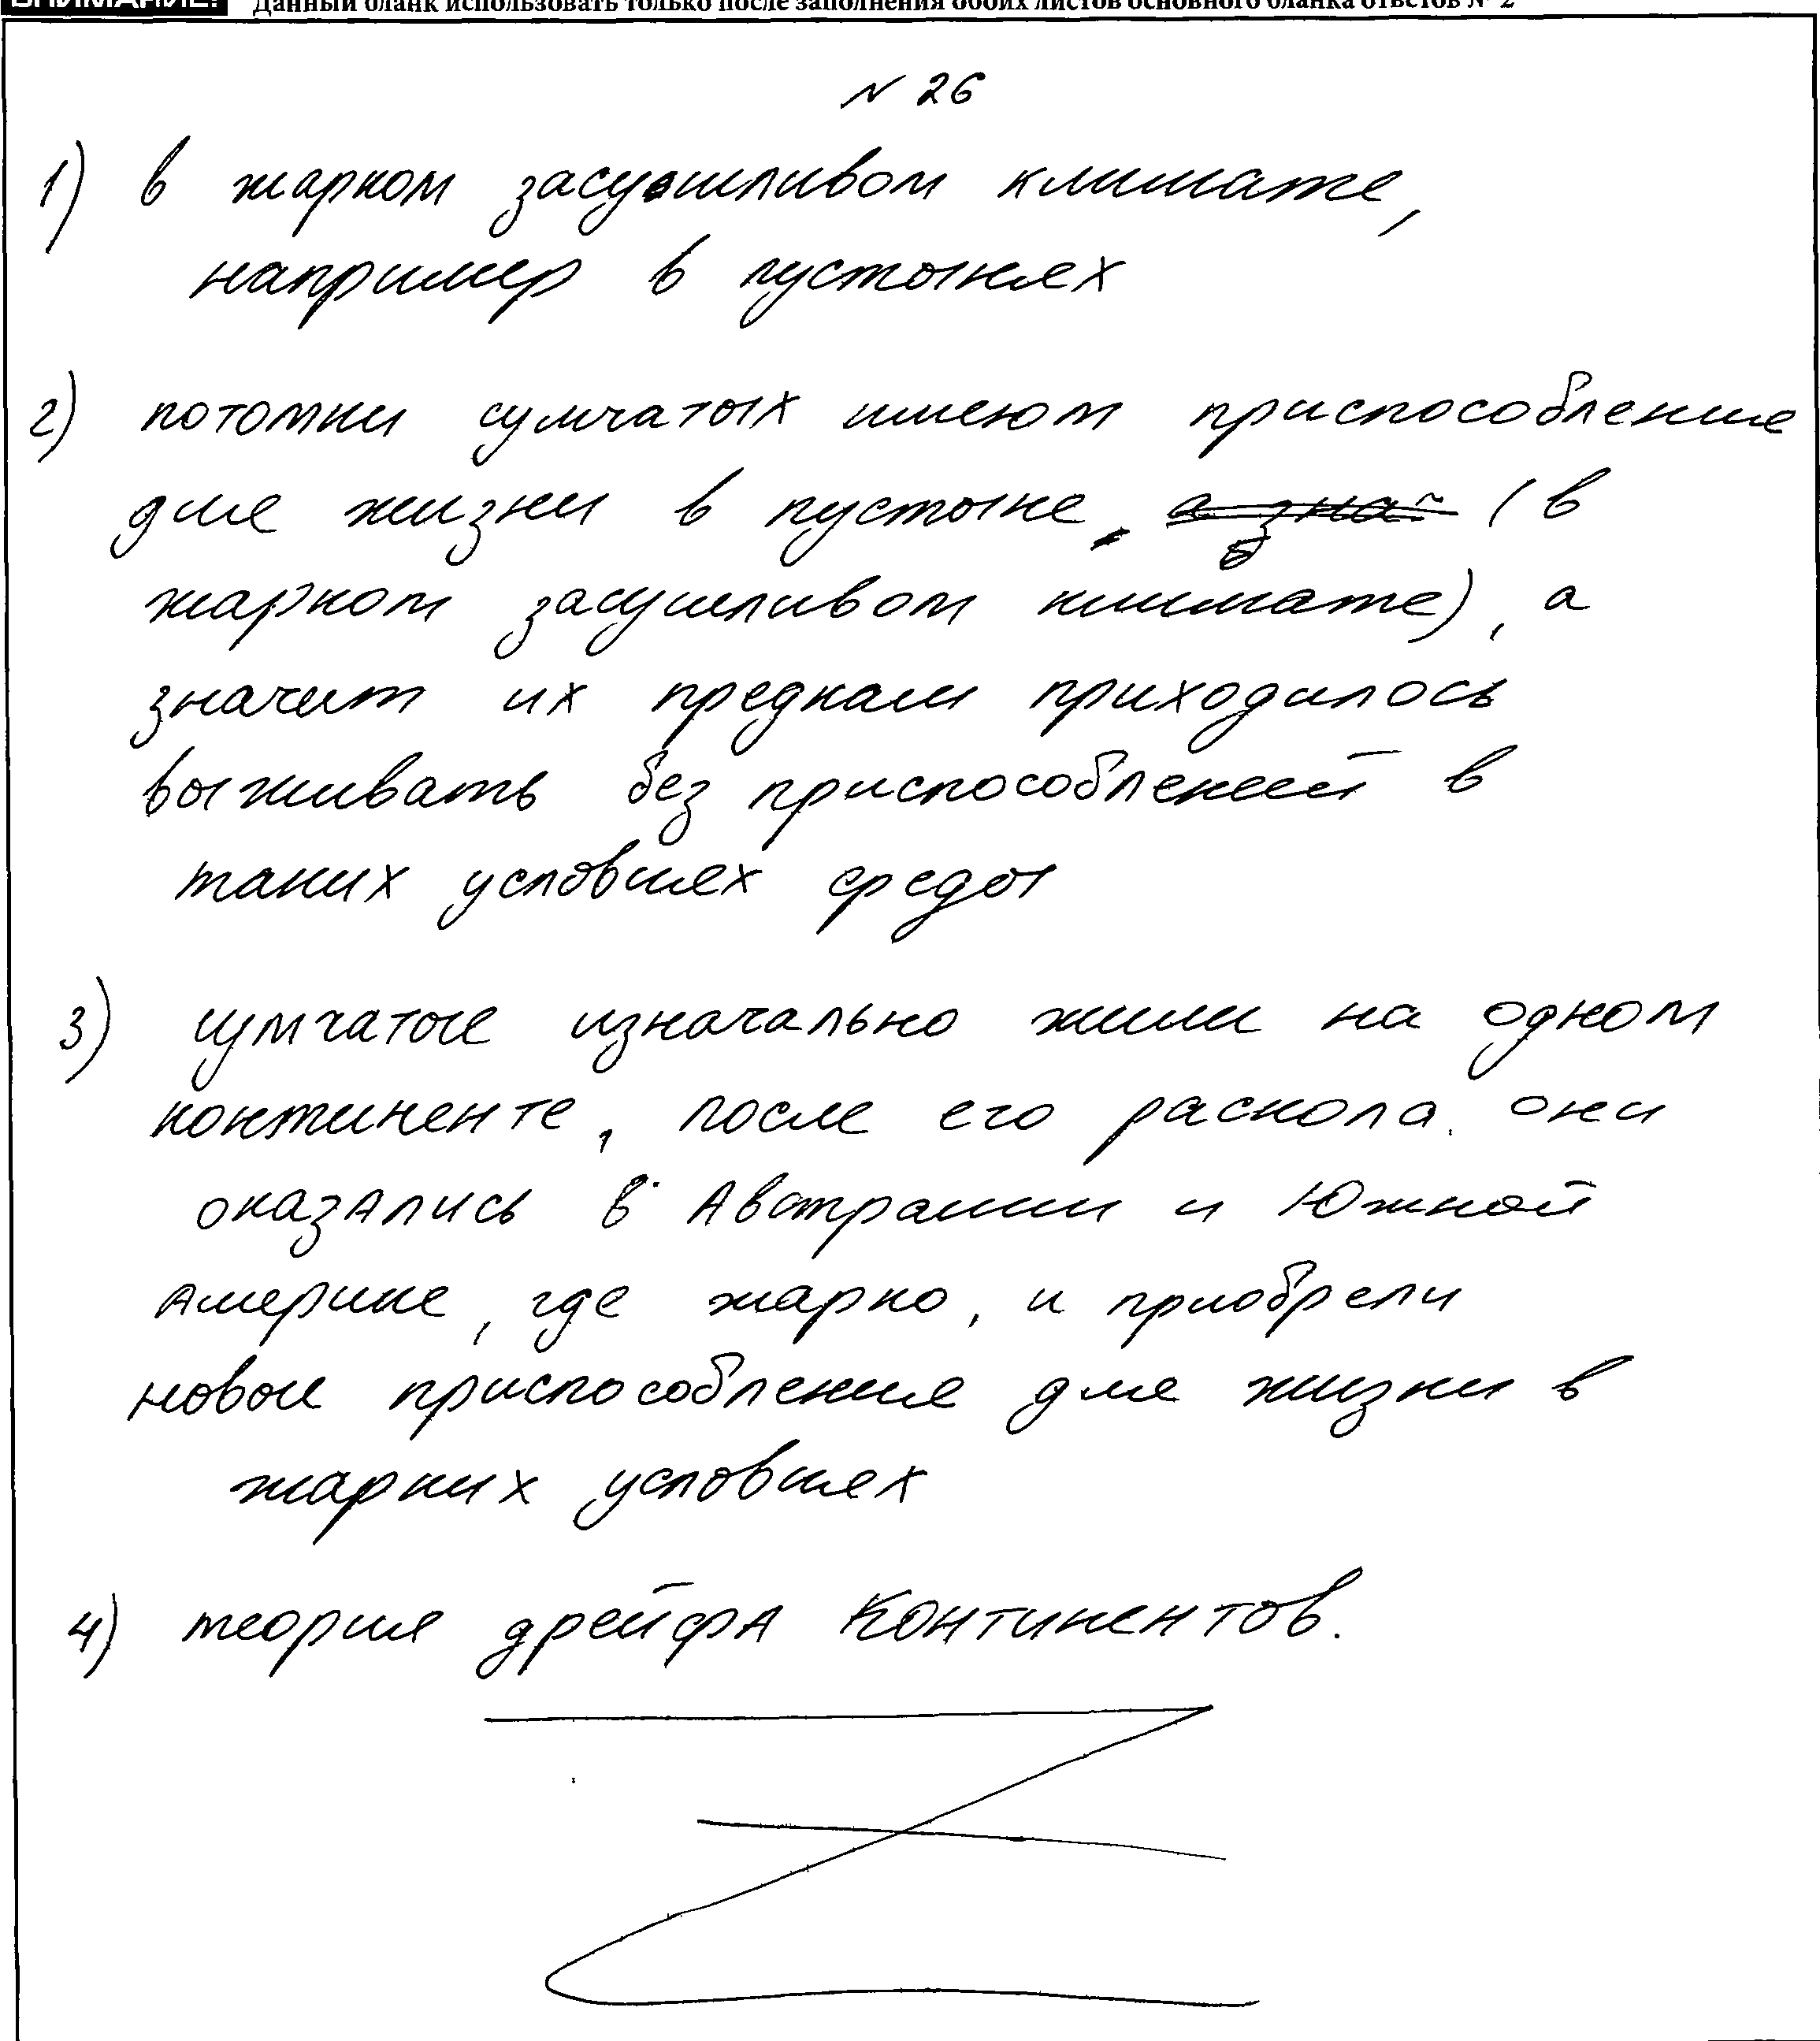 ВНИМАНИЕ! Данный бланк использовать только после заполнения обоих листов основного бланка ответов № 2
N 26
1) в жарком засушливом климате,
например в пустынях
2) потомки сумчатых имеют приспособление
для жизни в пустыне (в
жарком засушливом климате), а
значит их предкам приходилось
выживать без приспособлений в
таких условиях среды
3) сумчатые изначально жили на одном
континенте, после его раскола они
оказались в Австралии и Южной
Америке, где жарко, и приобрели
новые приспособления для жизни в
жарких условиях
4) теория дрейфа континентов.